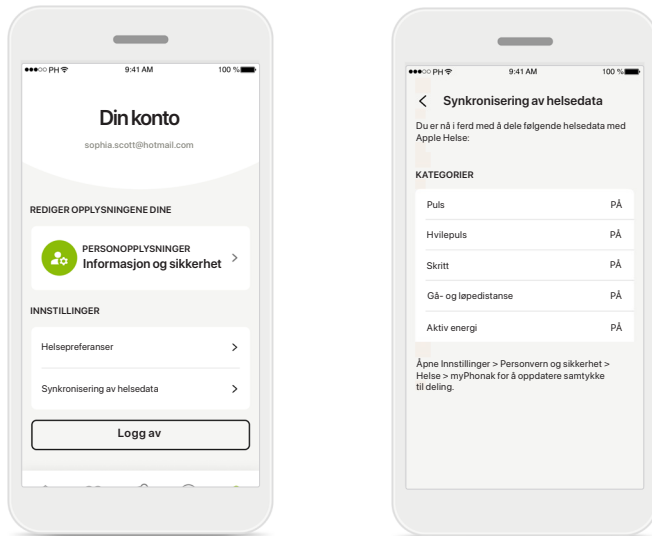 ●●●○○ PH 9:41 AM 100 %
Din konto
sophia.scott@hotmail.com
REDIGER OPPLYSNINGENE DINE
PERSONOPPLYSNINGER
Informasjon og sikkerhet
INNSTILLINGER
Helsepreferanser
Synkronisering av helsedata
Logg av
●●●○○ PH 9:41 AM 100 %
Synkronisering av helsedata
Du er nå i ferd med å dele følgende helsedata med
Apple Helse:
KATEGORIER
Puls PÅ
Hvilepuls PÅ
Skritt PÅ
Gå- og løpedistanse PÅ
Aktiv energi PÅ
Åpne Innstillinger > Personvern og sikkerhet >
Helse > myPhonak for å oppdatere samtykke
til deling.